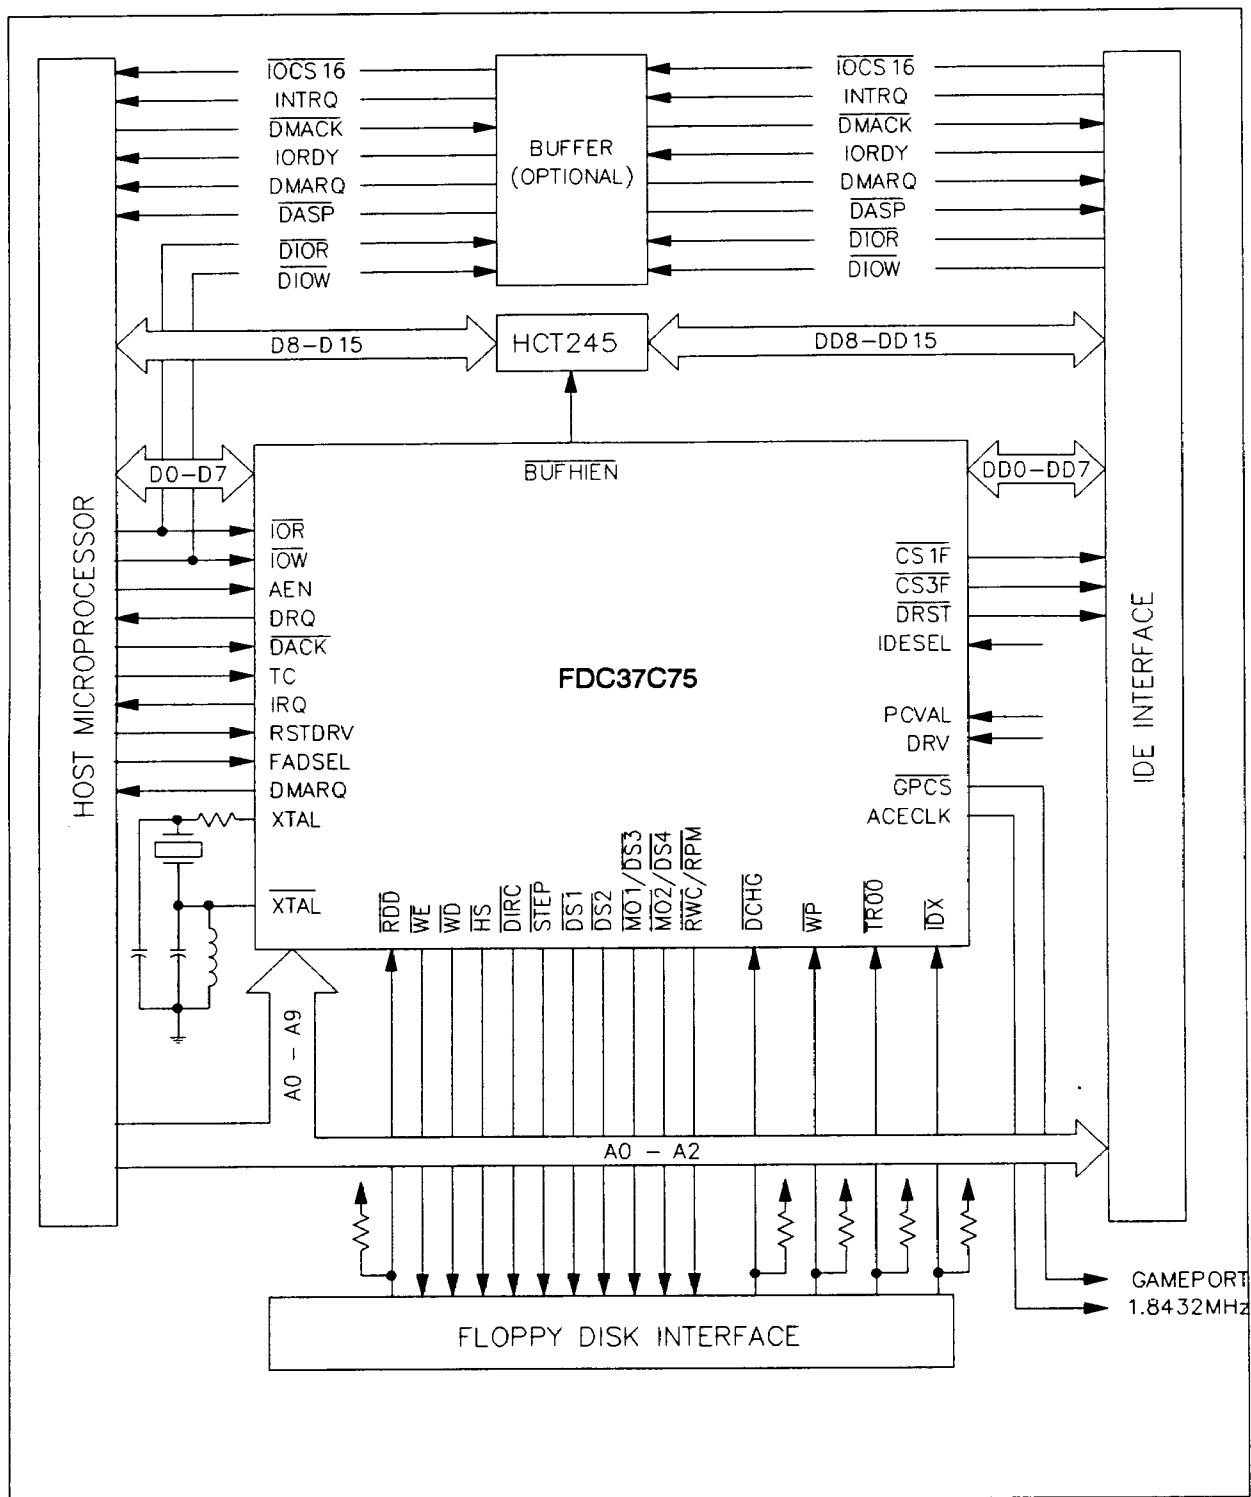 IOCS16 IOCS16
INTRQ INTRQ
DMACK DMACK
IORDY IORDY
DMARQ DMARQ
DASP DASP
DIOR DIOR
DIOW DIOW
BUFFER
(OPTIONAL)
D8-D15
HCT245
DD8-DD15
D0-D7
BUFHIEN
DD0-DD7
HOST MICROPROCESSOR
IOR
IOW
AEN
DRQ
DACK
TC
IRQ
RSTDRV
FADSEL
DMARQ
XTAL
XTAL
FDC37C75
CS1F
CS3F
DRST
IDESEL
PCVAL
DRV
GPCS
ACECLK
IDE INTERFACE
RDD
WE
WD
HS
DIRC
STEP
DS1
DS2
MO1/DS3
MO2/DS4
RWC/RPM
DCHG
WP
TR00
IDX
A0 - A9
A0 - A2
GAMEPORT
1.8432MHz
FLOPPY DISK INTERFACE